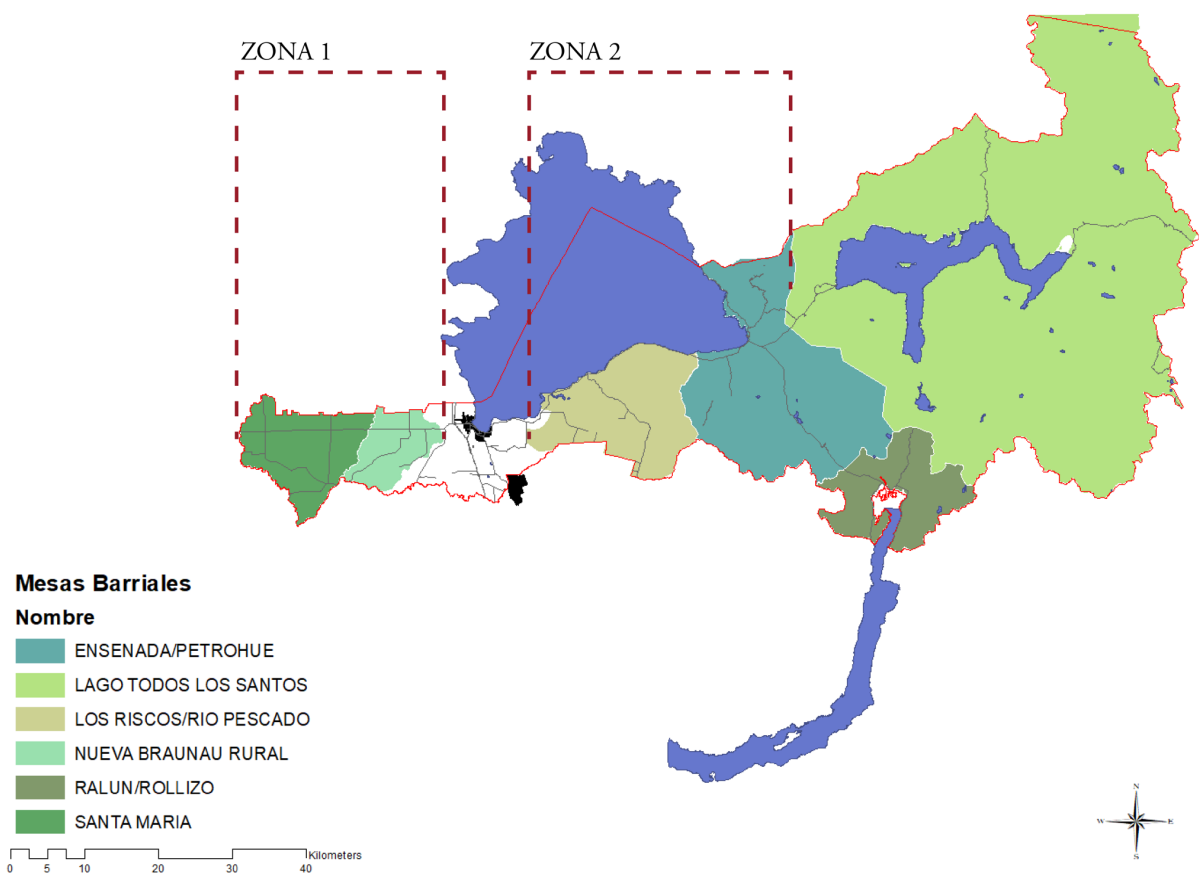 ZONA 1
ZONA 2
Mesas Barriales
Nombre
ENSENADA/PETROHUE
LAGO TODOS LOS SANTOS
LOS RISCOS/RIO PESCADO
NUEVA BRAUNAU RURAL
RALUN/ROLLIZO
SANTA MARIA
Kilometers
0 5 10 20 30 40
N
W E
S